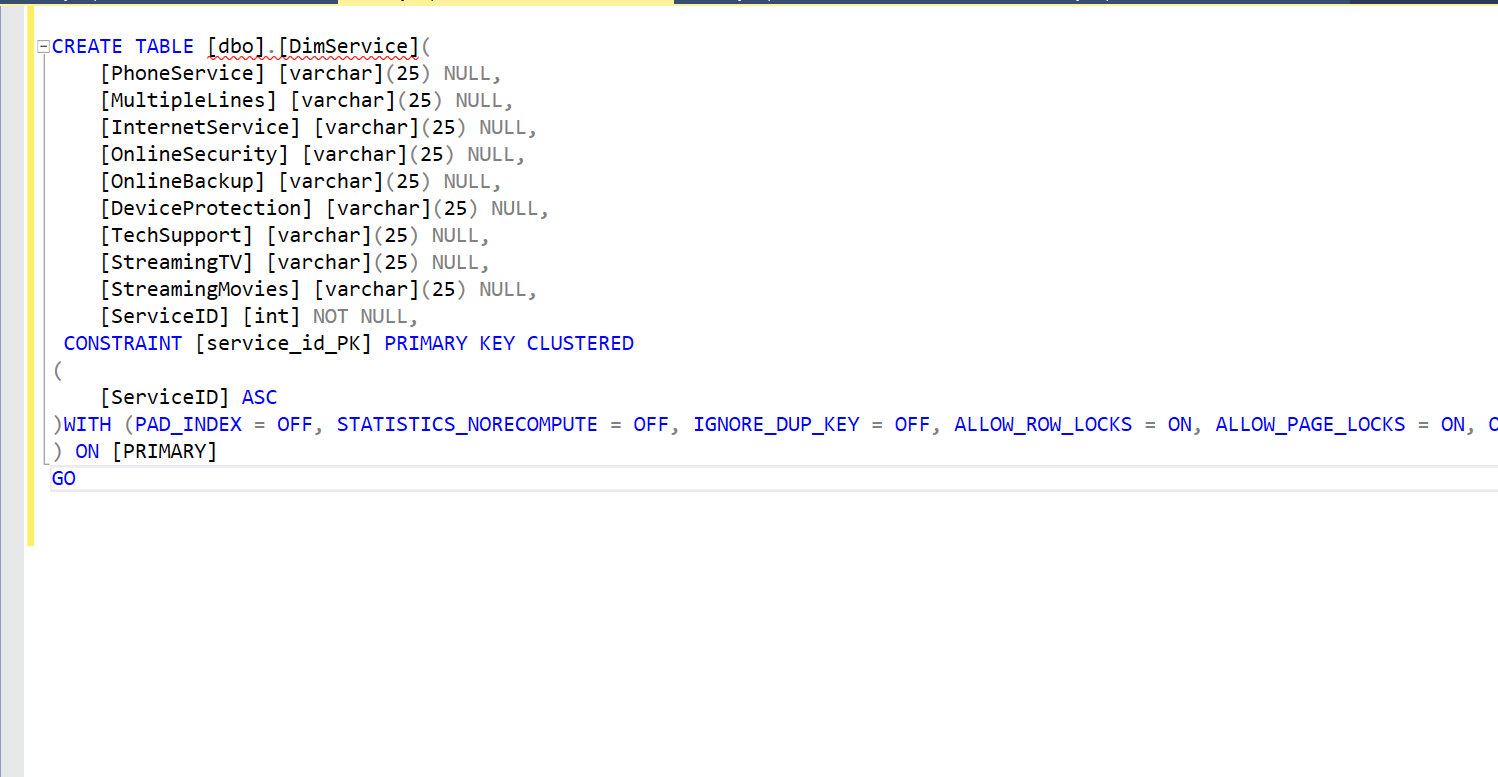 CREATE TABLE [dbo].[DimService](
[PhoneService] [varchar](25) NULL,
[MultipleLines] [varchar](25) NULL,
[InternetService] [varchar](25) NULL,
[OnlineSecurity] [varchar](25) NULL,
[OnlineBackup] [varchar](25) NULL,
[DeviceProtection] [varchar](25) NULL,
[TechSupport] [varchar](25) NULL,
[StreamingTV] [varchar](25) NULL,
[StreamingMovies] [varchar](25) NULL,
[ServiceID] [int] NOT NULL,
CONSTRAINT [service_id_PK] PRIMARY KEY CLUSTERED
(
[ServiceID] ASC
)WITH (PAD_INDEX = OFF, STATISTICS_NORECOMPUTE = OFF, IGNORE_DUP_KEY = OFF, ALLOW_ROW_LOCKS = ON, ALLOW_PAGE_LOCKS = ON,
) ON [PRIMARY]
GO